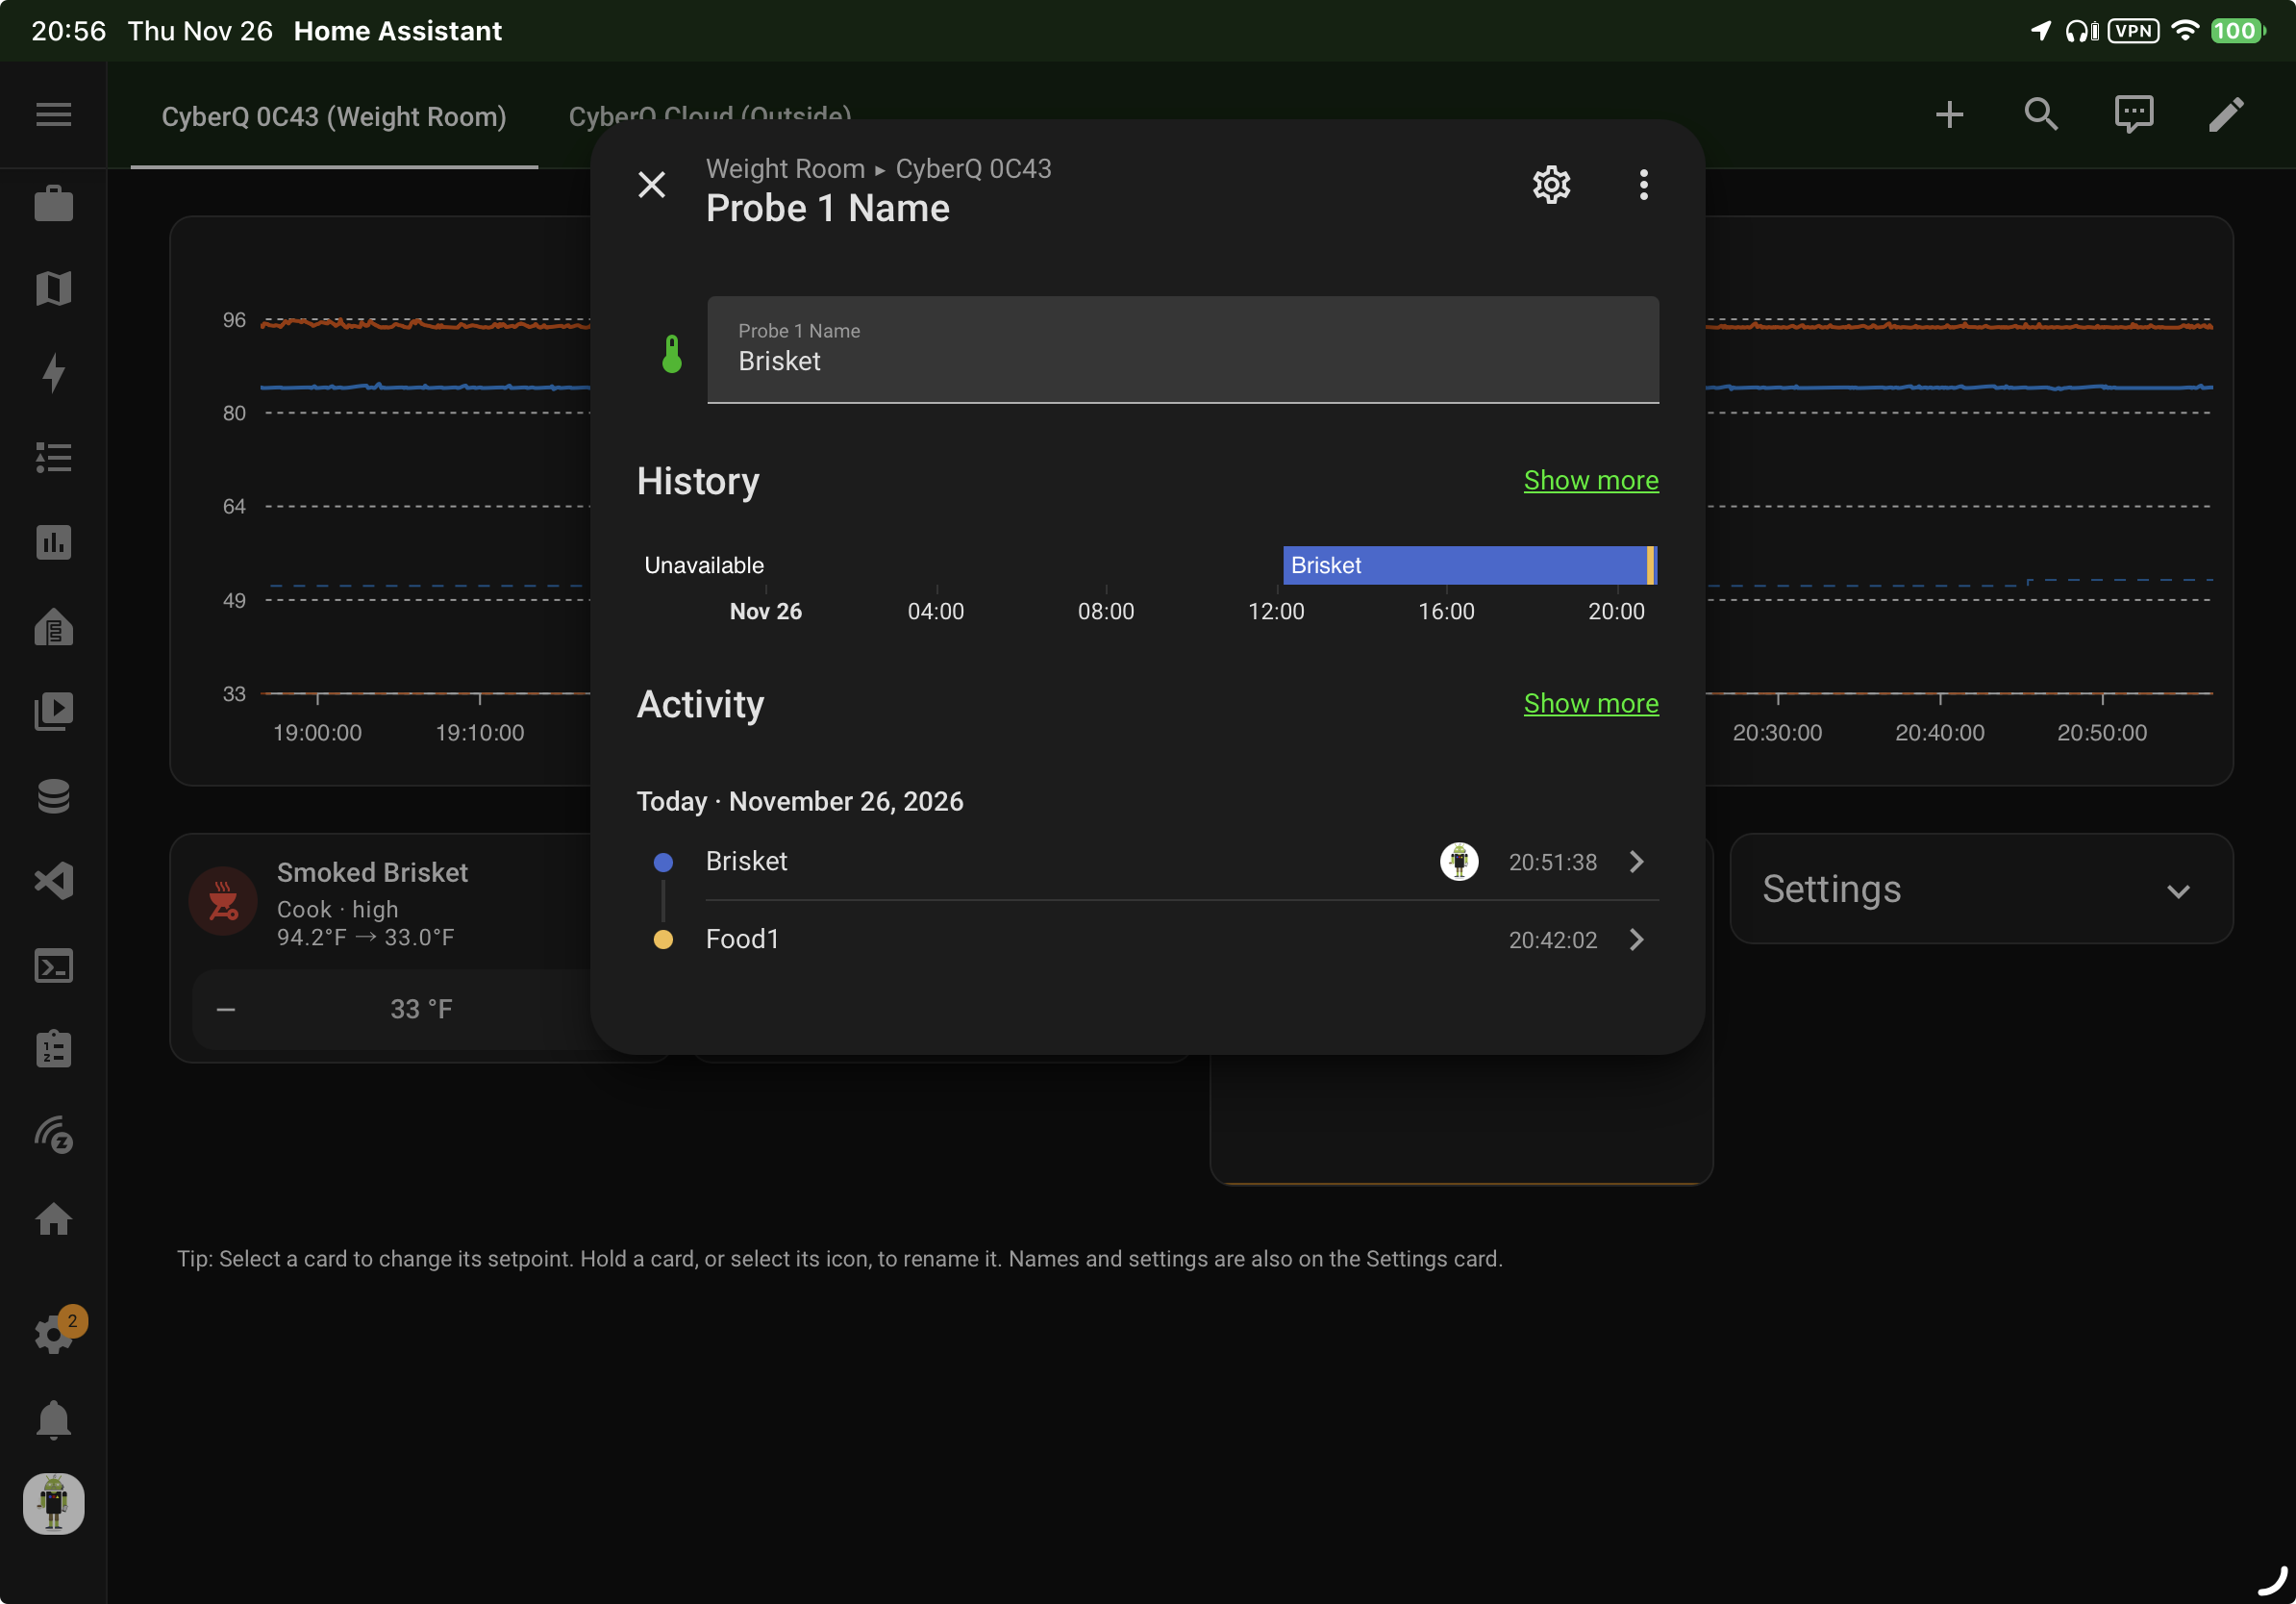 20:56 Thu Nov 26 Home Assistant
VPN 100
CyberQ 0C43 (Weight Room)
CyberQ Cloud (Outside)
Weight Room ▸ CyberQ 0C43
Probe 1 Name
Probe 1 Name
Brisket
History
Show more
Unavailable
Brisket
Nov 26 04:00 08:00 12:00 16:00 20:00
Activity
Show more
Today · November 26, 2026
Brisket
20:51:38
Food1
20:42:02
96
80
64
49
33
19:00:00 19:10:00
20:30:00 20:40:00 20:50:00
Smoked Brisket
Cook · high
94.2°F → 33.0°F
− 33 °F
Settings
Tip: Select a card to change its setpoint. Hold a card, or select its icon, to rename it. Names and settings are also on the Settings card.
2